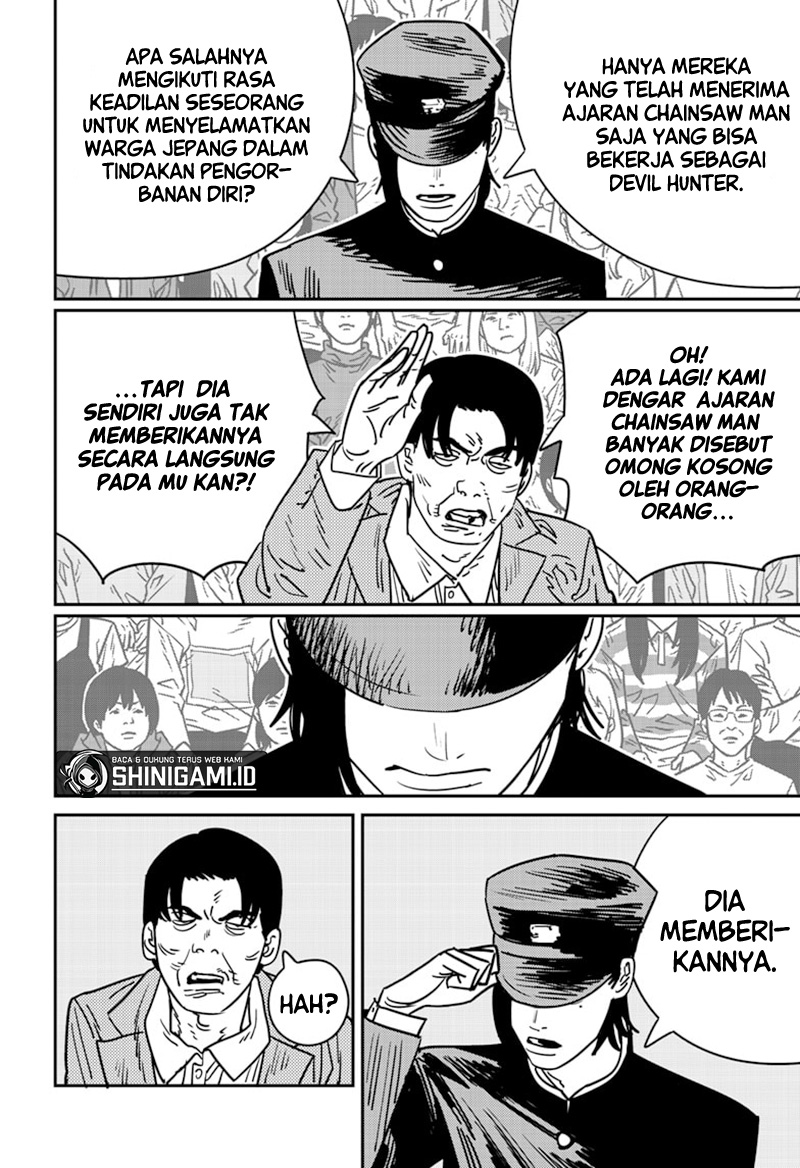 HANYA MEREKA
YANG TELAH MENERIMA
AJARAN CHAINSAW MAN
SAJA YANG BISA
BEKERJA SEBAGAI
DEVIL HUNTER.
APA SALAHNYA
MENGIKUTI RASA
KEADILAN SESEORANG
UNTUK MENYELAMATKAN
WARGA JEPANG DALAM
TINDAKAN PENGOR-
BANAN DIRI?
OH!
ADA LAGI! KAMI
DENGAR AJARAN
CHAINSAW MAN
BANYAK DISEBUT
OMONG KOSONG
OLEH ORANG-
ORANG...
...TAPI DIA
SENDIRI JUGA TAK
MEMBERIKANNYA
SECARA LANGSUNG
PADA MU KAN?!
BACA & DUHUNG TERUS WEB HAMI
SHINIGAMI.ID
DIA
MEMBERI-
KANNYA.
HAH?